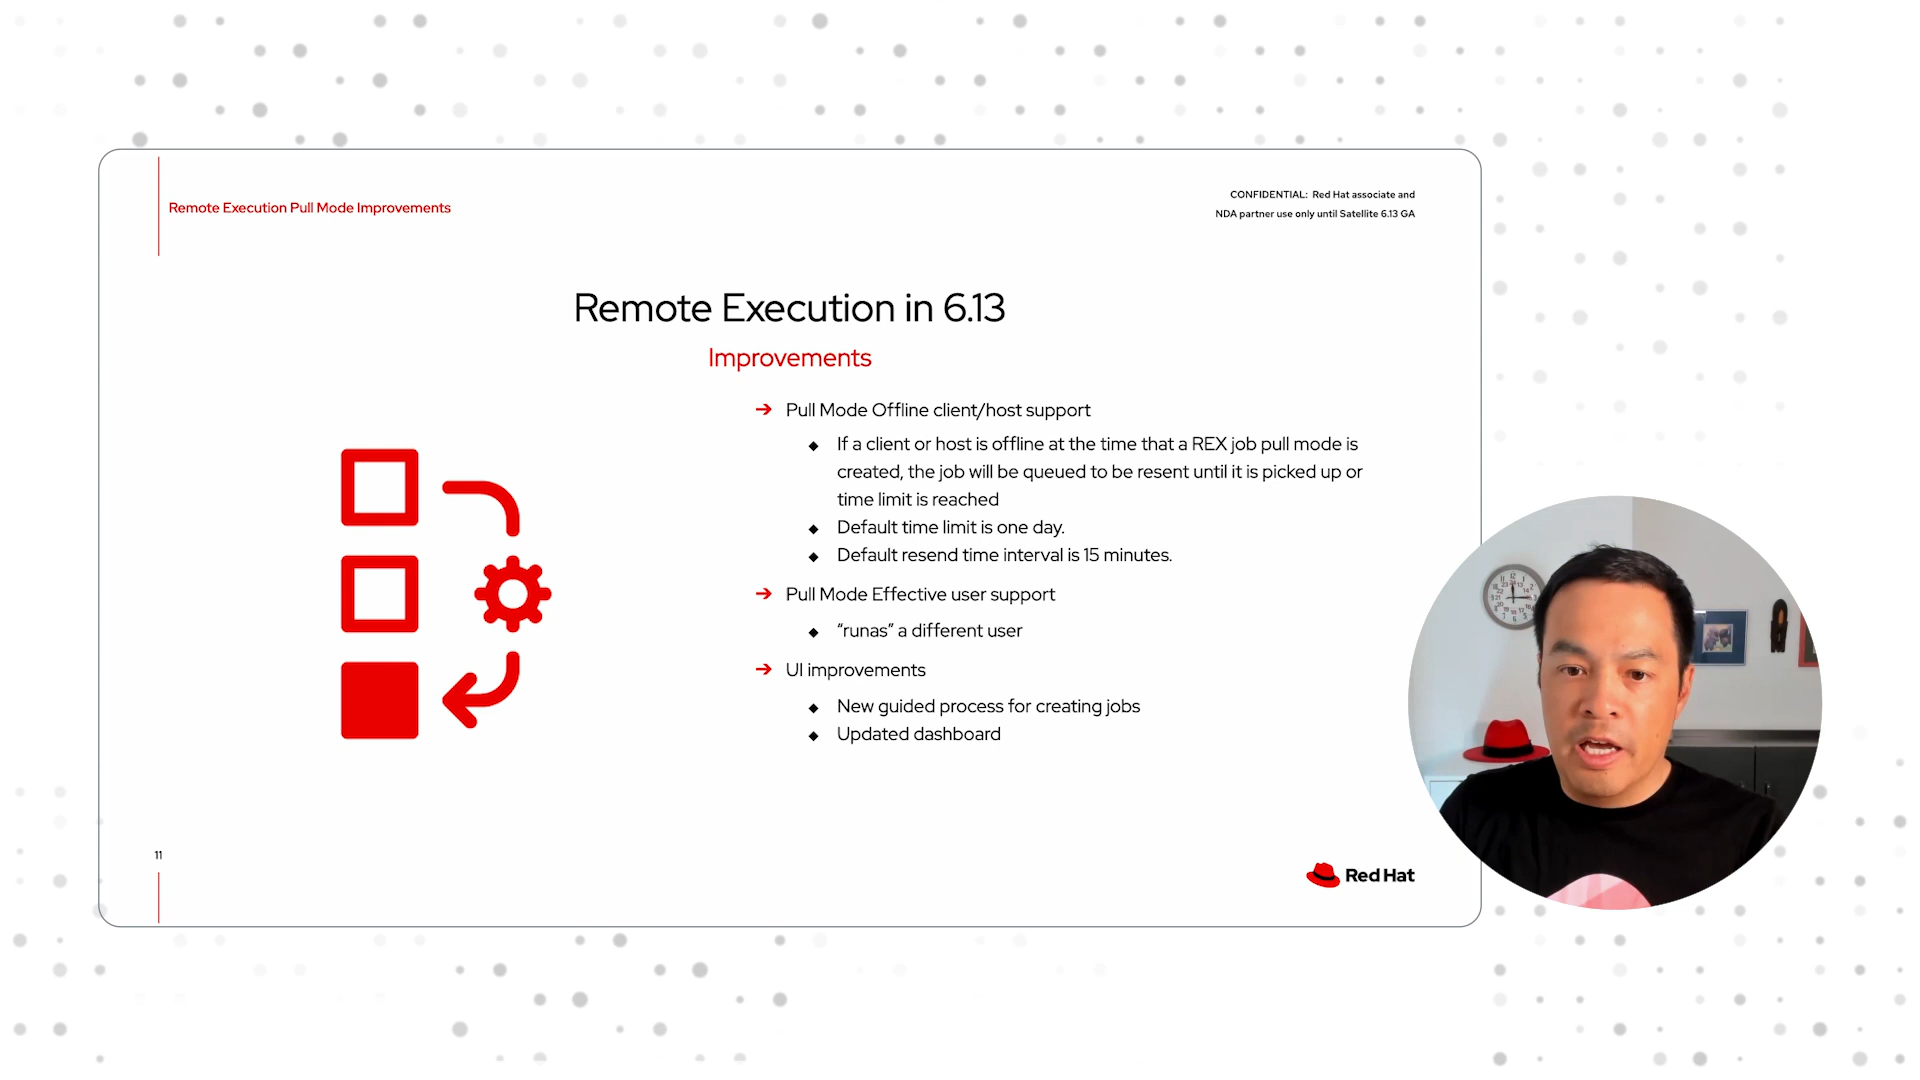 Remote Execution Pull Mode Improvements
CONFIDENTIAL: Red Hat associate and
NDA partner use only until Satellite 6.13 GA
Remote Execution in 6.13
Improvements
➔ Pull Mode Offline client/host support
◆ If a client or host is offline at the time that a REX job pull mode is
created, the job will be queued to be resent until it is picked up or
time limit is reached
◆ Default time limit is one day.
◆ Default resend time interval is 15 minutes.
➔ Pull Mode Effective user support
◆ “runas” a different user
➔ UI improvements
◆ New guided process for creating jobs
◆ Updated dashboard
11
Red Hat